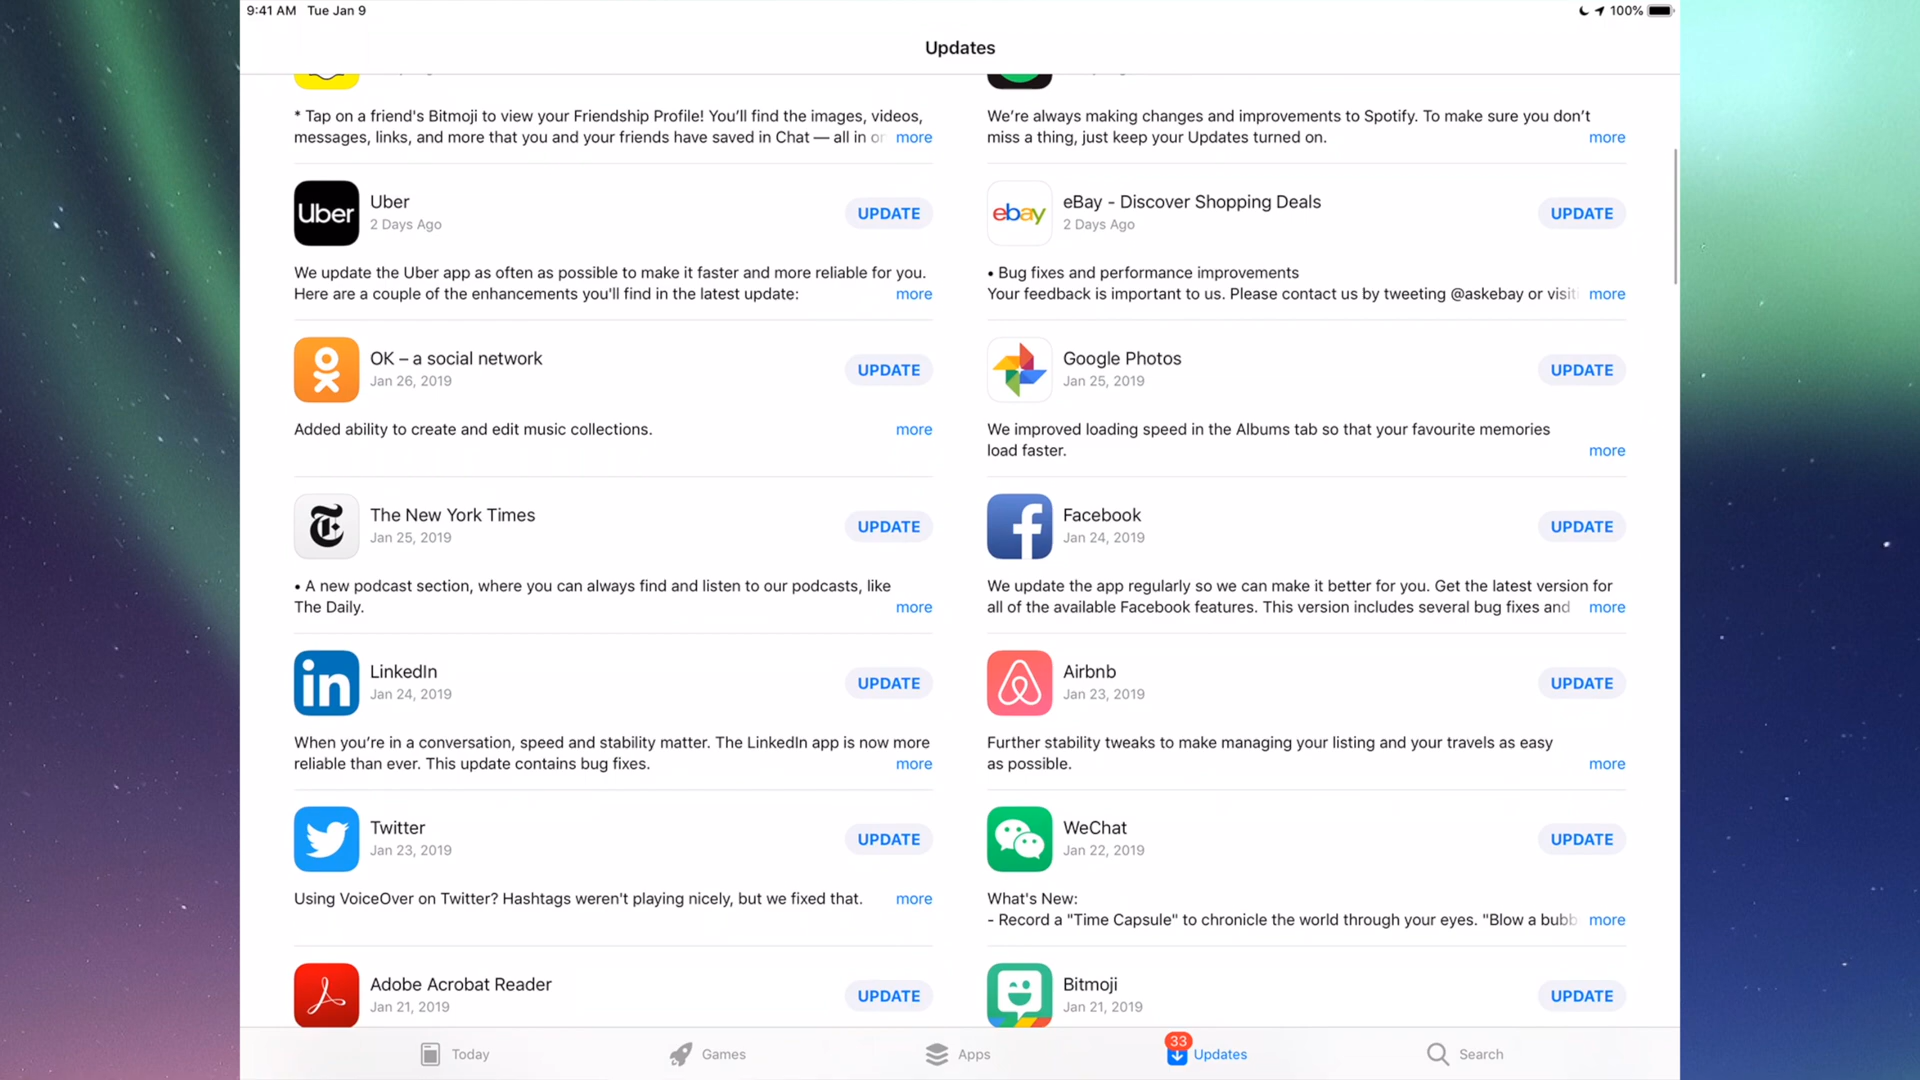 9:41 AM Tue Jan 9
100%
Updates
* Tap on a friend's Bitmoji to view your Friendship Profile! You'll find the images, videos,
messages, links, and more that you and your friends have saved in Chat — all in or more
We're always making changes and improvements to Spotify. To make sure you don't
miss a thing, just keep your Updates turned on. more
Uber
Uber
2 Days Ago
UPDATE
We update the Uber app as often as possible to make it faster and more reliable for you.
Here are a couple of the enhancements you'll find in the latest update: more
ebay
eBay - Discover Shopping Deals
2 Days Ago
UPDATE
• Bug fixes and performance improvements
Your feedback is important to us. Please contact us by tweeting @askebay or visit more
OK – a social network
Jan 26, 2019
UPDATE
Added ability to create and edit music collections. more
Google Photos
Jan 25, 2019
UPDATE
We improved loading speed in the Albums tab so that your favourite memories
load faster. more
The New York Times
Jan 25, 2019
UPDATE
• A new podcast section, where you can always find and listen to our podcasts, like
The Daily. more
Facebook
Jan 24, 2019
UPDATE
We update the app regularly so we can make it better for you. Get the latest version for
all of the available Facebook features. This version includes several bug fixes and more
in
LinkedIn
Jan 24, 2019
UPDATE
When you're in a conversation, speed and stability matter. The LinkedIn app is now more
reliable than ever. This update contains bug fixes. more
Airbnb
Jan 23, 2019
UPDATE
Further stability tweaks to make managing your listing and your travels as easy
as possible. more
Twitter
Jan 23, 2019
UPDATE
Using VoiceOver on Twitter? Hashtags weren't playing nicely, but we fixed that. more
WeChat
Jan 22, 2019
UPDATE
What's New:
- Record a "Time Capsule" to chronicle the world through your eyes. "Blow a bubb more
Adobe Acrobat Reader
Jan 21, 2019
UPDATE
Bitmoji
Jan 21, 2019
UPDATE
Today
Games
Apps
33
Updates
Search